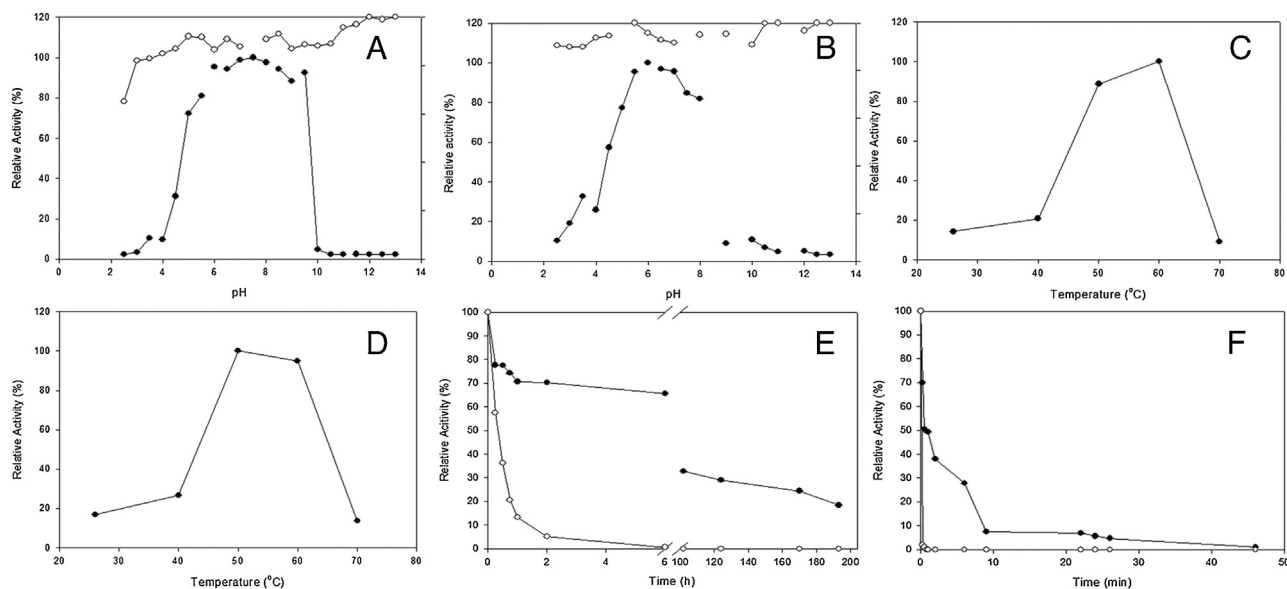 A
Relative Activity (%)
120
100
80
60
40
20
0
0 2 4 6 8 10 12 14
pH
B
Relative activity (%)
120
100
80
60
40
20
0
0 2 4 6 8 10 12 14
pH
C
Relative Activity (%)
120
100
80
60
40
20
0
20 30 40 50 60 70 80
Temperature (°C)
D
Relative Activity (%)
120
100
80
60
40
20
0
20 30 40 50 60 70 80
Temperature (°C)
E
Relative Acitivity (%)
100
90
80
70
60
50
40
30
20
10
0
0 2 4 6 100 120 140 160 180 200
Time (h)
F
Relative Activity (%)
100
90
80
70
60
50
40
30
20
10
0
0 10 20 30 40 50
Time (min)